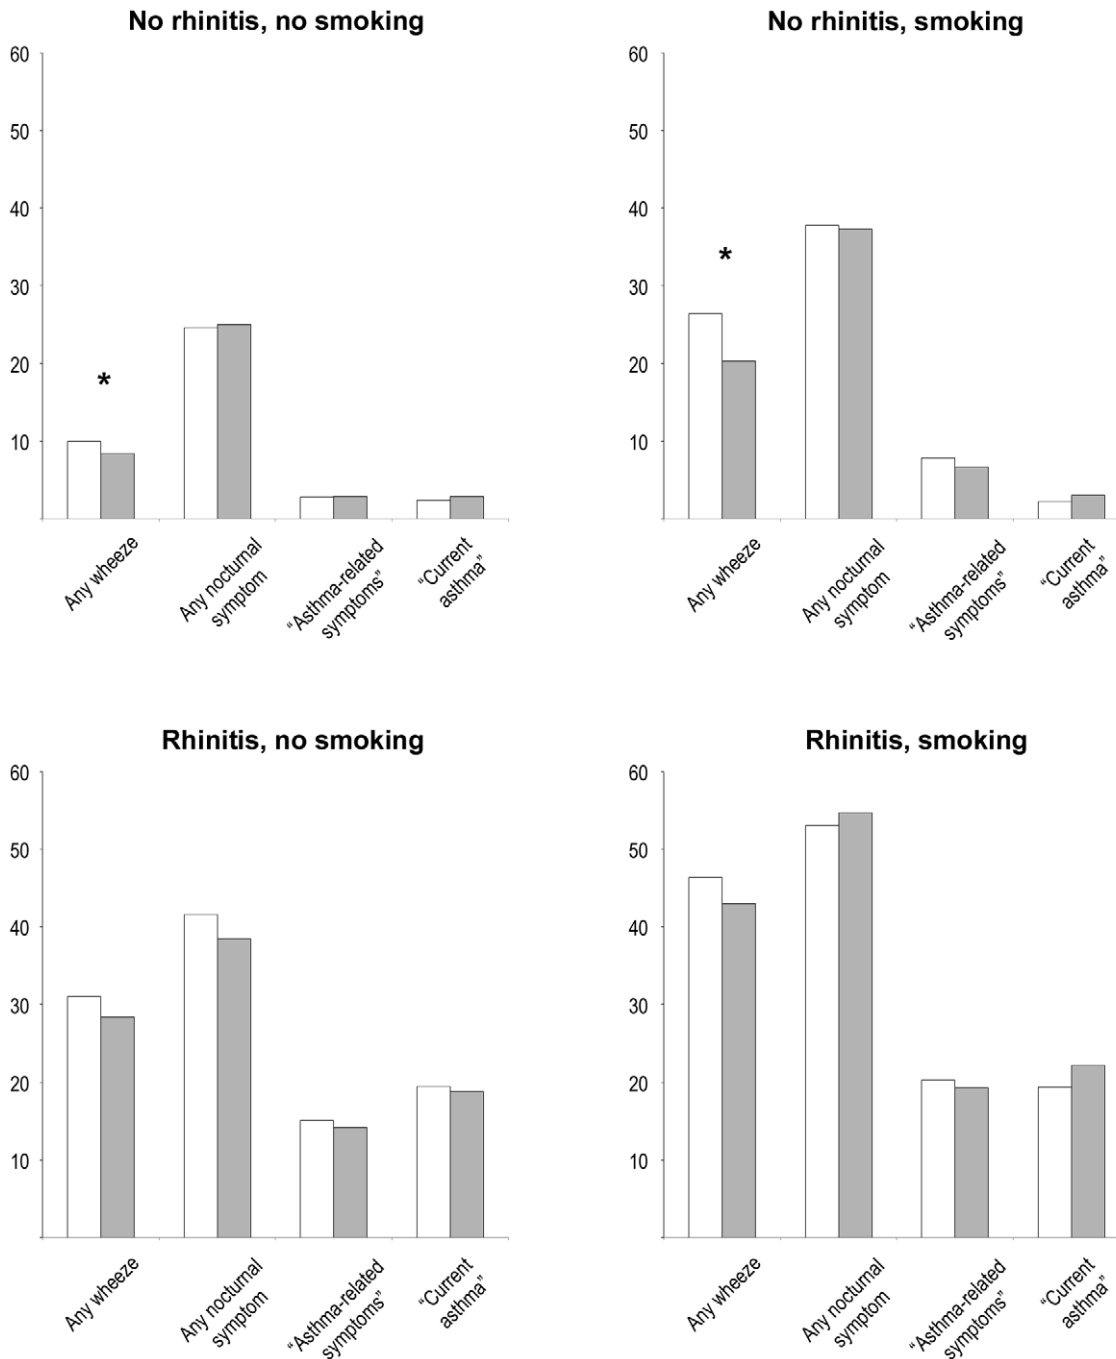 No rhinitis, no smoking
60
50
40
30
20
10
*
Any wheeze
Any nocturnal
symptom
“Asthma-related
symptoms”
“Current
asthma”
No rhinitis, smoking
60
50
40
30
20
10
*
Any wheeze
Any nocturnal
symptom
“Asthma-related
symptoms”
“Current
asthma”
Rhinitis, no smoking
60
50
40
30
20
10
Any wheeze
Any nocturnal
symptom
“Asthma-related
symptoms”
“Current
asthma”
Rhinitis, smoking
60
50
40
30
20
10
Any wheeze
Any nocturnal
symptom
“Asthma-related
symptoms”
“Current
asthma”